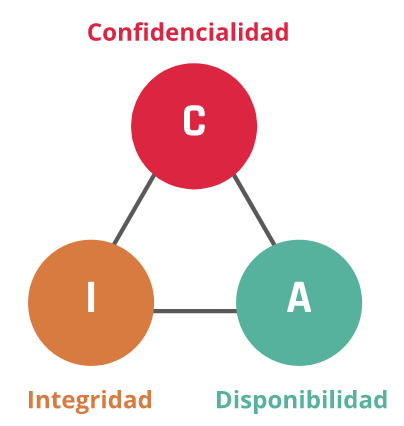 Confidencialidad
C
I
A
Integridad
Disponibilidad